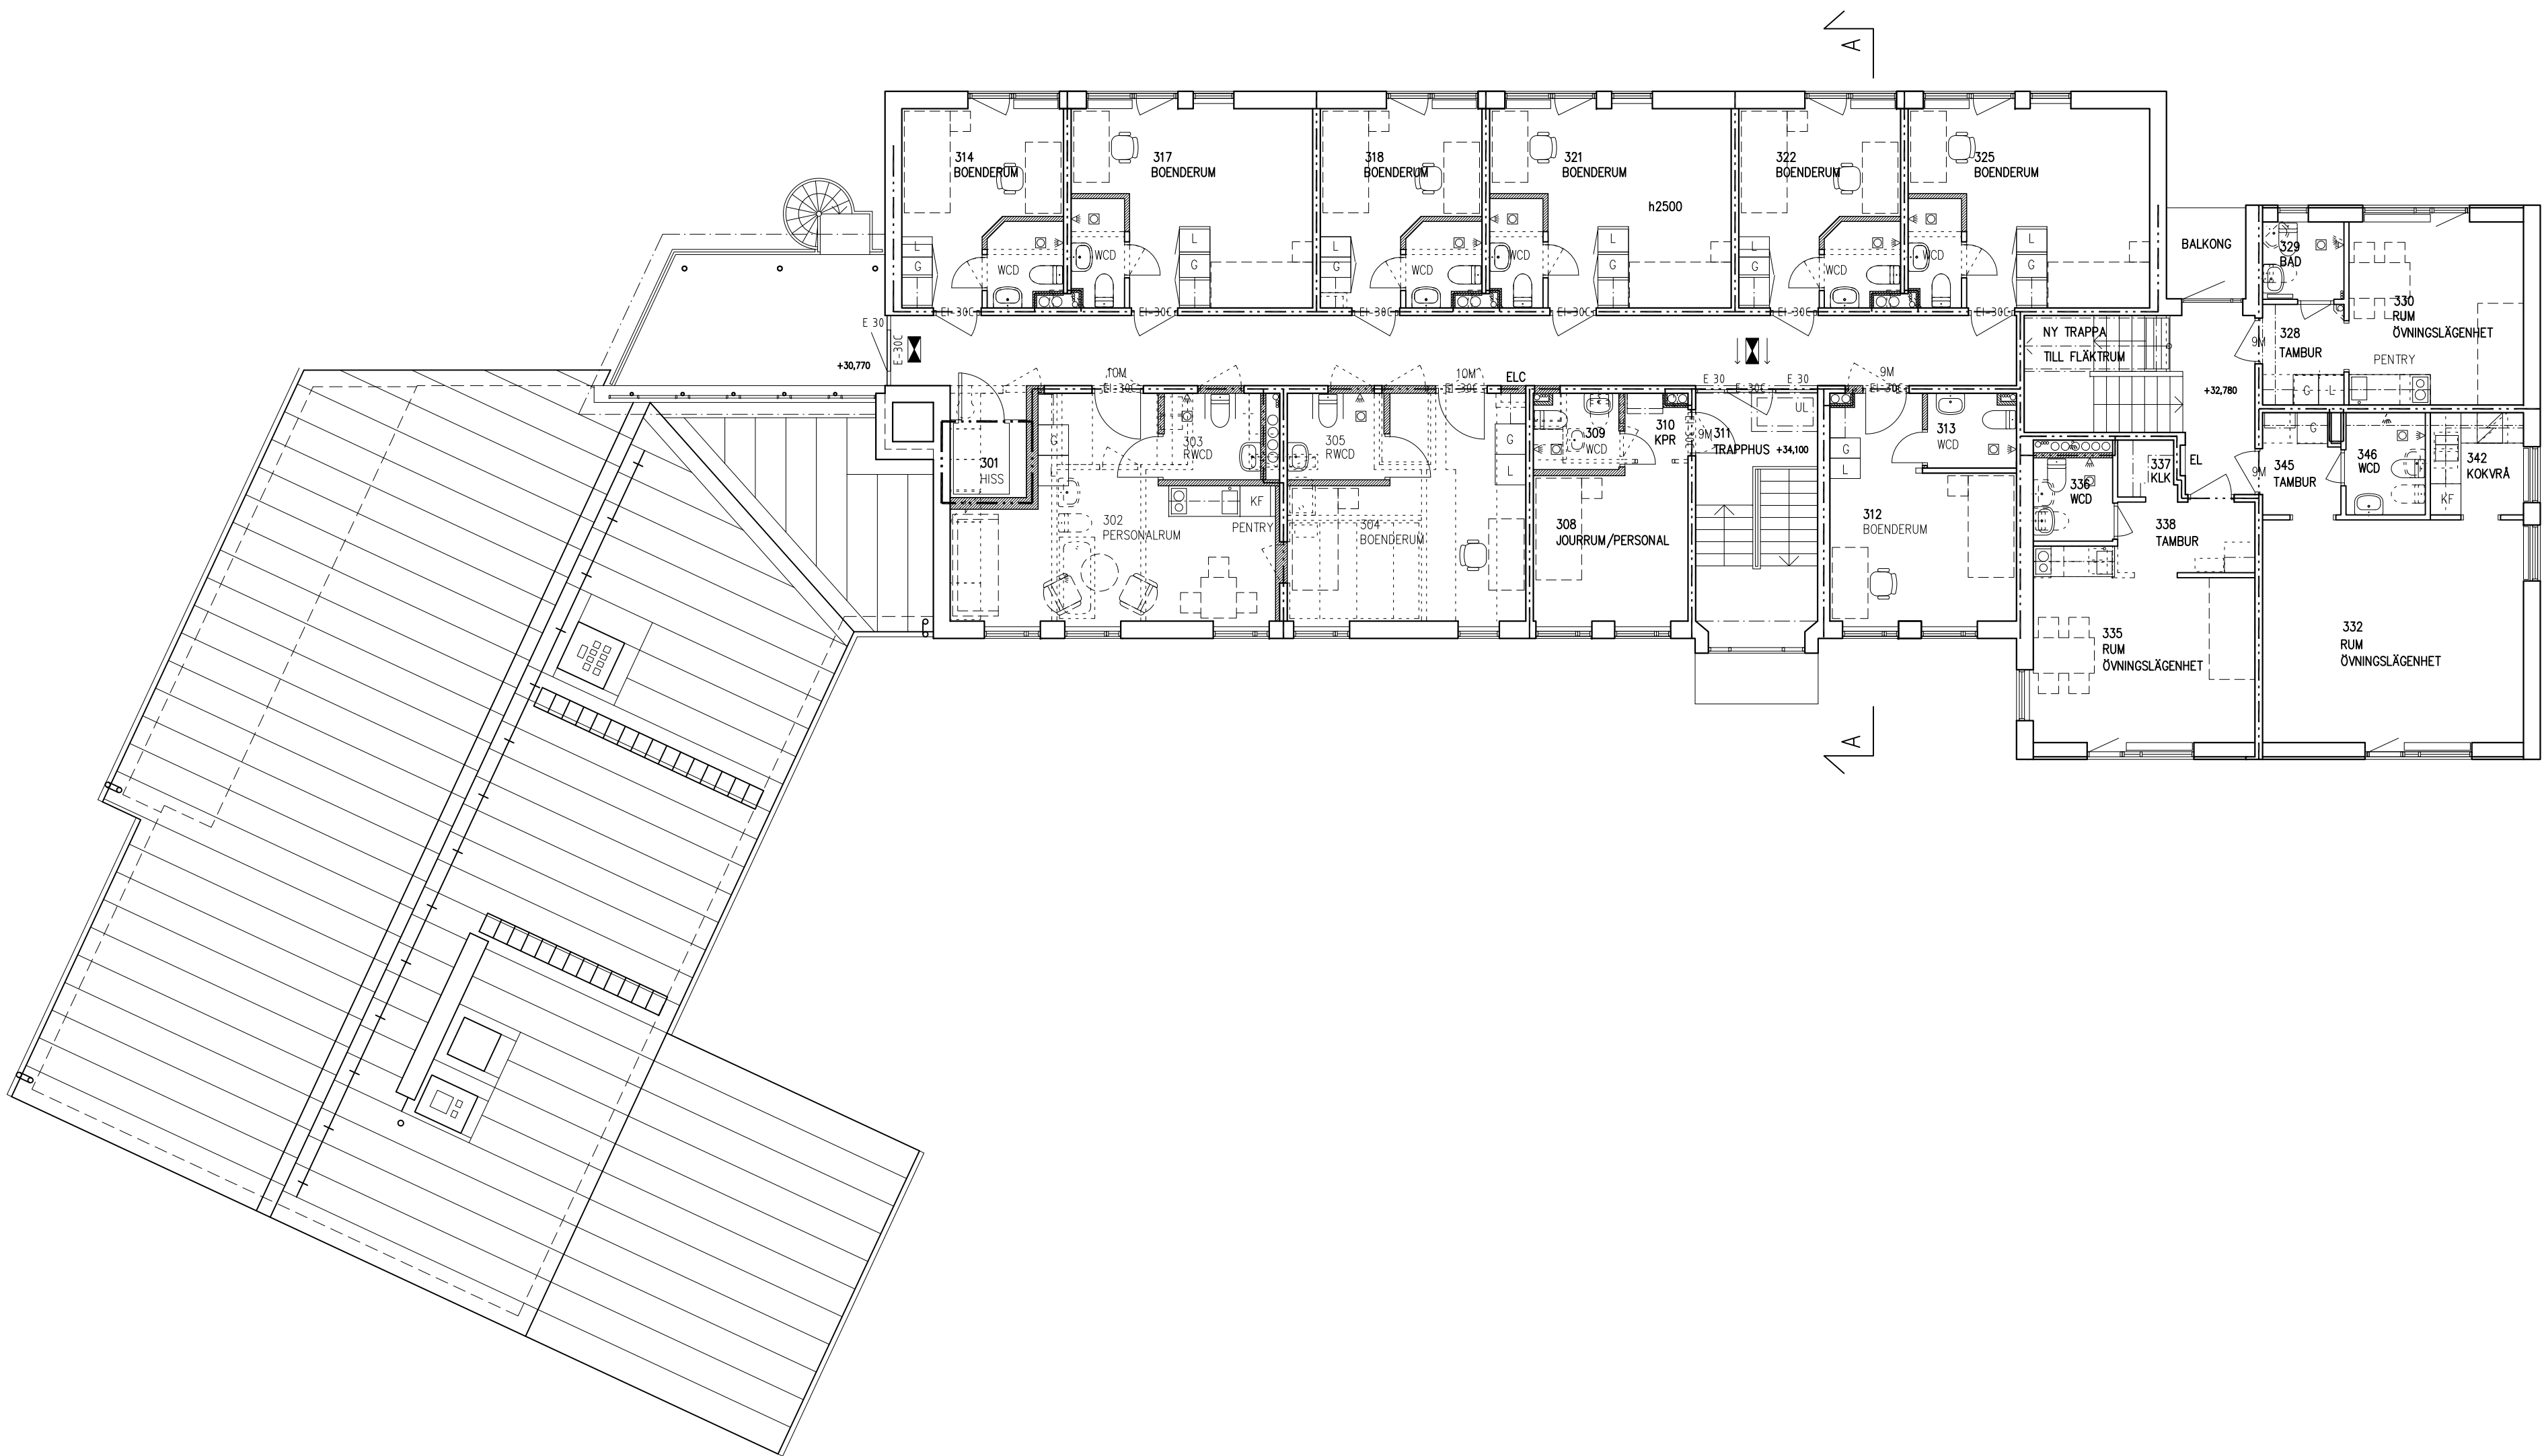 A
314
BOENDERUM
317
BOENDERUM
318
BOENDERUM
321
BOENDERUM
322
BOENDERUM
325
BOENDERUM
h2500
L
G
WCD
WCD
L
G
L
G
WCD
WCD
L
G
L
G
WCD
WCD
L
G
BALKONG
329
BAD
330
RUM
ÖVNINGSLÄGENHET
EI-30C
EI-30C
EI-30C
EI-30C
EI-30C
EI-30C
E 30
E-30C
+30,770
NY TRAPPA
TILL FLÄKTRUM
9M
328
TAMBUR
PENTRY
G
L
+32,780
10M
EI-30C
10M
EI-30C
ELC
E 30
E-30C
E 30
9M
EI-30C
UL
301
HISS
G
303
RWCD
305
RWCD
G
L
309
WCD
310
KPR
9M
311
TRAPPHUS +34,100
G
L
313
WCD
336
WCD
337
KLK
EL
9M
345
TAMBUR
G
346
WCD
342
KOKVRÅ
KF
302
PERSONALRUM
KF
PENTRY
304
BOENDERUM
308
JOURRUM/PERSONAL
312
BOENDERUM
338
TAMBUR
335
RUM
ÖVNINGSLÄGENHET
332
RUM
ÖVNINGSLÄGENHET
A